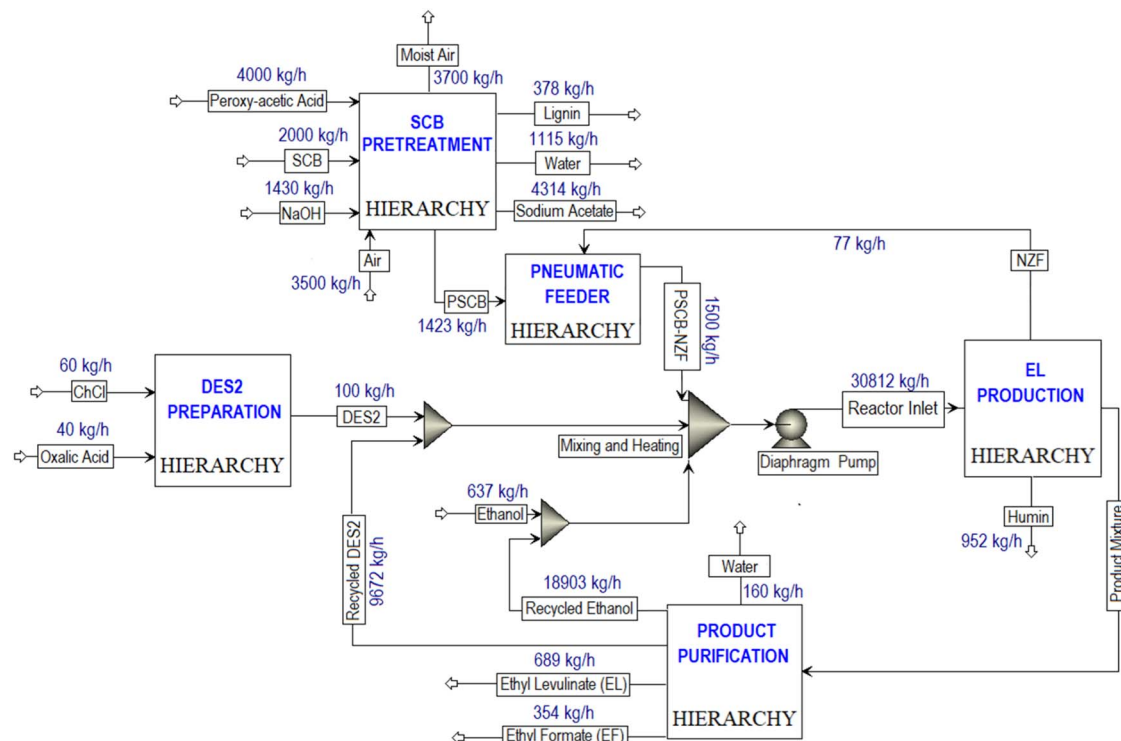 Moist Air
3700 kg/h
4000 kg/h
Peroxy-acetic Acid
2000 kg/h
SCB
1430 kg/h
NaOH
SCB
PRETREATMENT
HIERARCHY
378 kg/h
Lignin
1115 kg/h
Water
4314 kg/h
Sodium Acetate
Air
3500 kg/h
PSCB
1423 kg/h
PNEUMATIC
FEEDER
HIERARCHY
PSCB-NZF
1500 kg/h
77 kg/h
NZF
60 kg/h
ChCl
40 kg/h
Oxalic Acid
DES2
PREPARATION
HIERARCHY
100 kg/h
DES2
Mixing and Heating
Diaphragm Pump
30812 kg/h
Reactor Inlet
EL
PRODUCTION
HIERARCHY
Humin
952 kg/h
Product Mixture
637 kg/h
Ethanol
Recycled DES2
9672 kg/h
18903 kg/h
Recycled Ethanol
Water
160 kg/h
PRODUCT
PURIFICATION
HIERARCHY
689 kg/h
Ethyl Levulinate (EL)
354 kg/h
Ethyl Formate (EF)